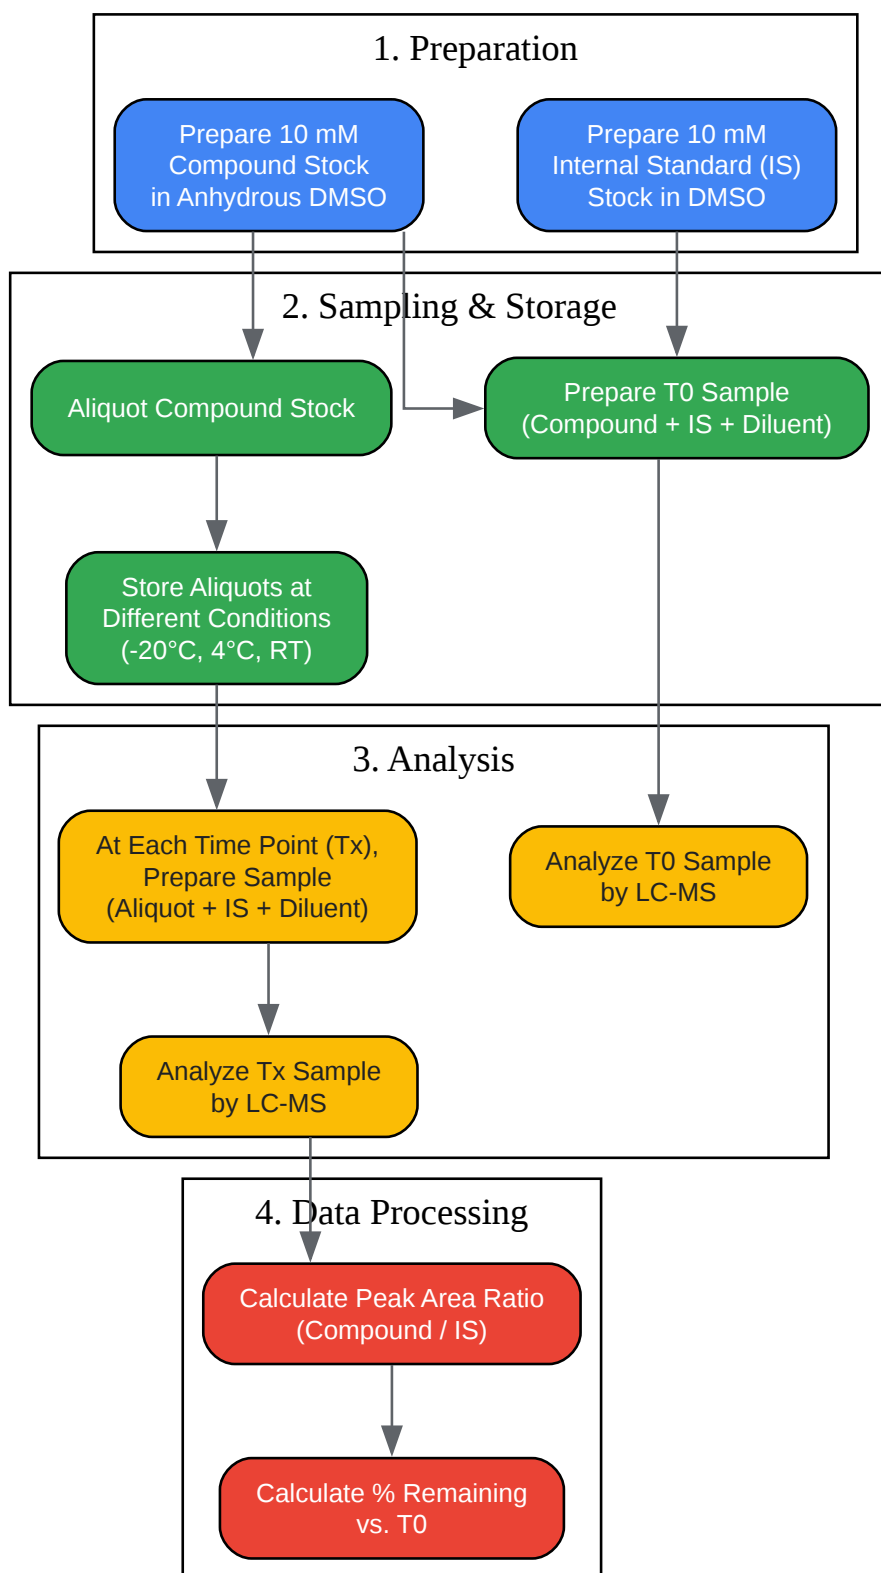 1. Preparation
Prepare 10 mM
Compound Stock
in Anhydrous DMSO
Prepare 10 mM
Internal Standard (IS)
Stock in DMSO
2. Sampling & Storage
Aliquot Compound Stock
Prepare T0 Sample
(Compound + IS + Diluent)
Store Aliquots at
Different Conditions
(-20°C, 4°C, RT)
3. Analysis
At Each Time Point (Tx),
Prepare Sample
(Aliquot + IS + Diluent)
Analyze T0 Sample
by LC-MS
Analyze Tx Sample
by LC-MS
4. Data Processing
Calculate Peak Area Ratio
(Compound / IS)
Calculate % Remaining
vs. T0